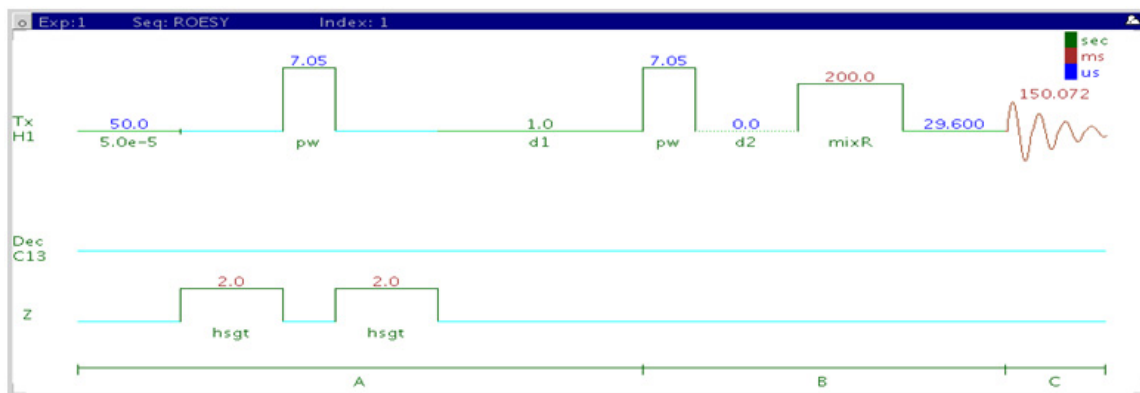 Exp:1 Seq: ROESY Index: 1
sec
ms
us
7.05 7.05 200.0 150.072
Tx
H1
50.0 1.0 0.0 29.600
5.0e-5 pw d1 pw d2 mixR
Dec
C13
2.0 2.0
Z
hsgt hsgt
A B C